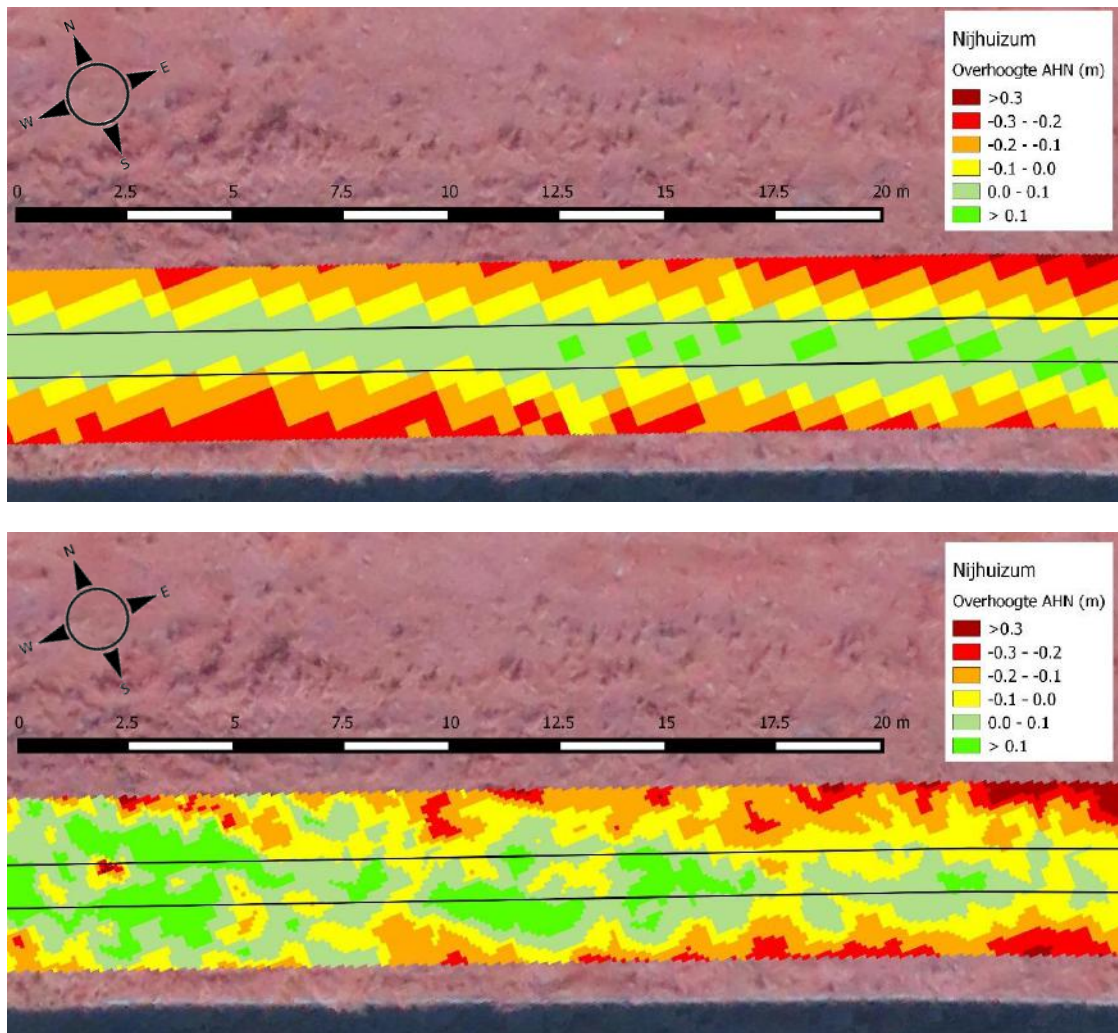 N
E
W
S
0 2.5 5 7.5 10 12.5 15 17.5 20 m
Nijhuizum
Overhoogte AHN (m)
>0.3
-0.3 - -0.2
-0.2 - -0.1
-0.1 - 0.0
0.0 - 0.1
> 0.1
N
E
W
S
0 2.5 5 7.5 10 12.5 15 17.5 20 m
Nijhuizum
Overhoogte AHN (m)
>0.3
-0.3 - -0.2
-0.2 - -0.1
-0.1 - 0.0
0.0 - 0.1
> 0.1